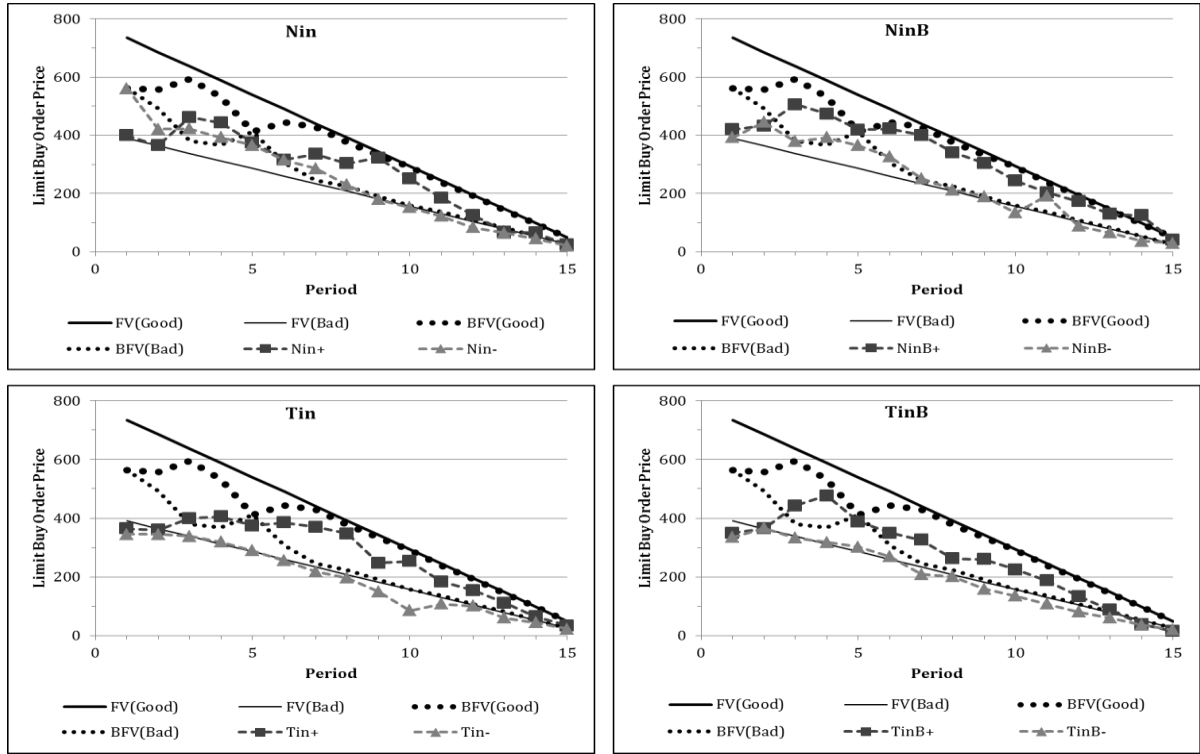 Nin
Limit Buy Order Price
800
600
400
200
0
0 5 10 15
Period
FV(Good) FV(Bad) BFV(Good)
BFV(Bad) Nin+ Nin-
NinB
Limit Buy Order Price
800
600
400
200
0
0 5 10 15
Period
FV(Good) FV(Bad) BFV(Good)
BFV(Bad) NinB+ NinB-
Tin
Limit Buy Order Price
800
600
400
200
0
0 5 10 15
Period
FV(Good) FV(Bad) BFV(Good)
BFV(Bad) Tin+ Tin-
TinB
Limit Buy Order Price
800
600
400
200
0
0 5 10 15
Period
FV(Good) FV(Bad) BFV(Good)
BFV(Bad) TinB+ TinB-